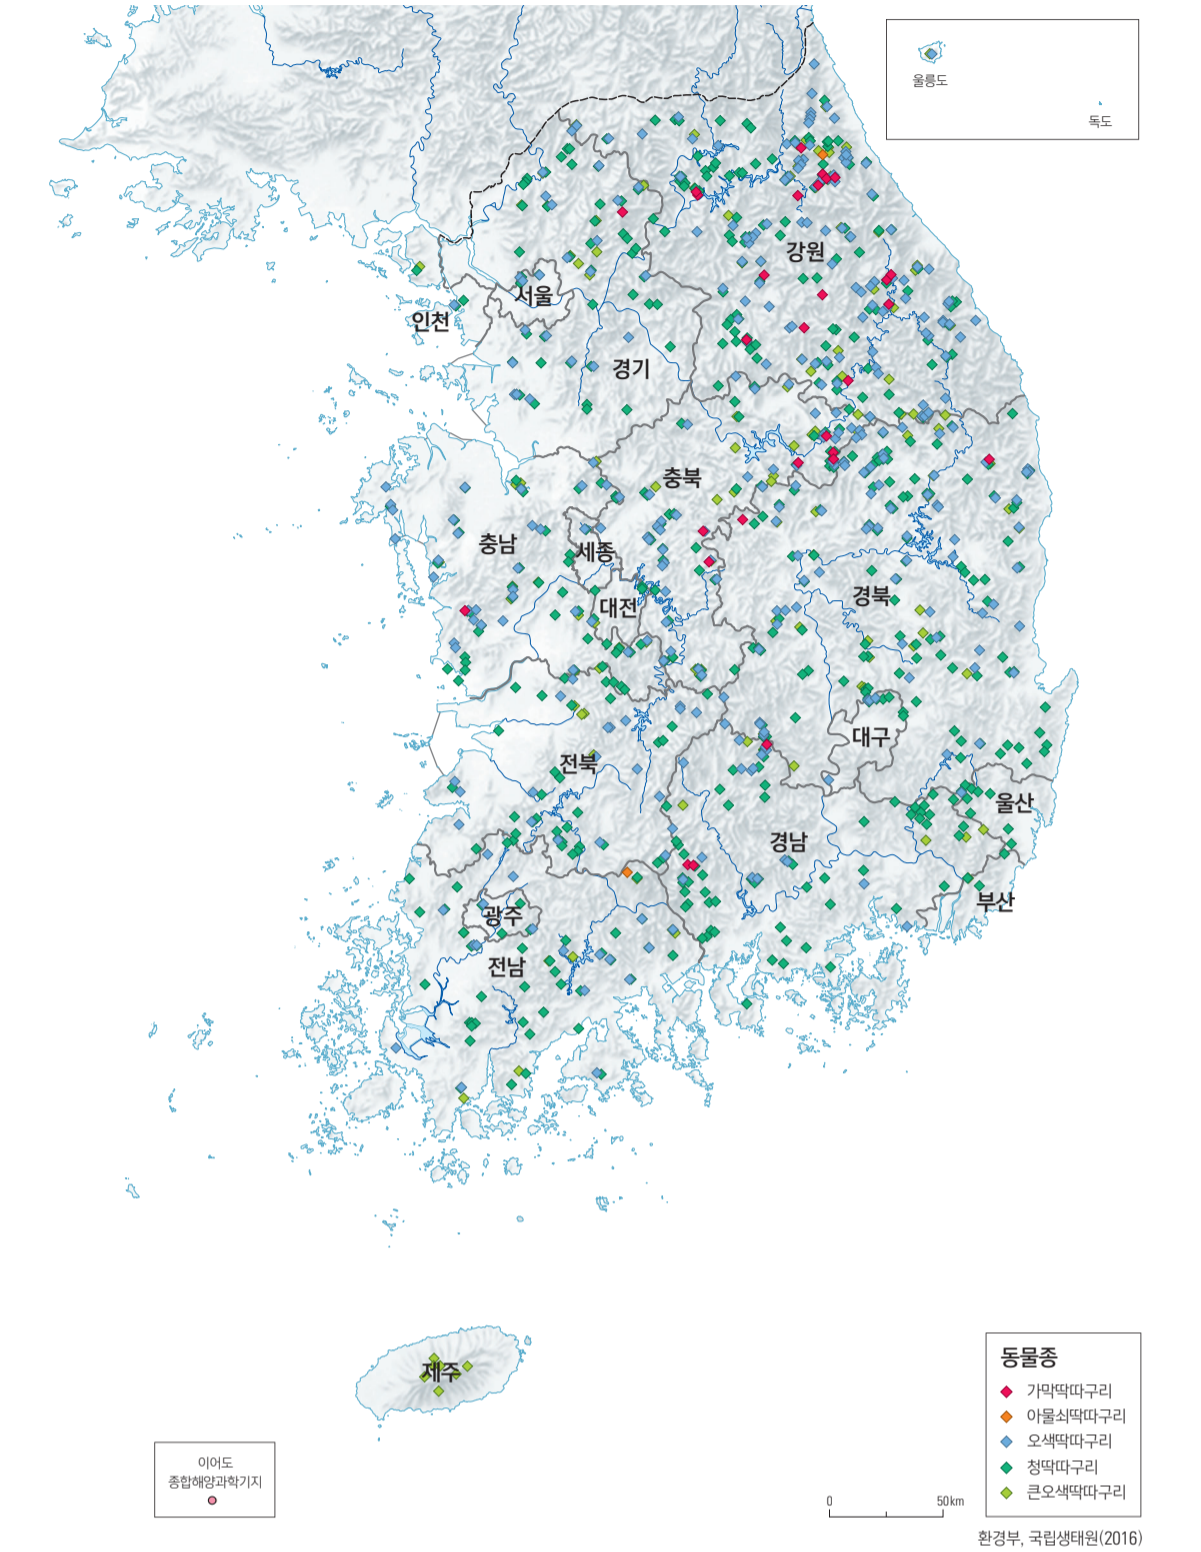 울릉도
독도
강원
서울
인천
경기
충북
충남
세종
경북
대전
대구
전북
울산
경남
부산
광주
전남
제주
동물종
가막딱따구리
아물쇠딱따구리
오색딱따구리
청딱따구리
큰오색딱따구리
이어도
종합해양과학기지
0 50km
환경부, 국립생태원(2016)